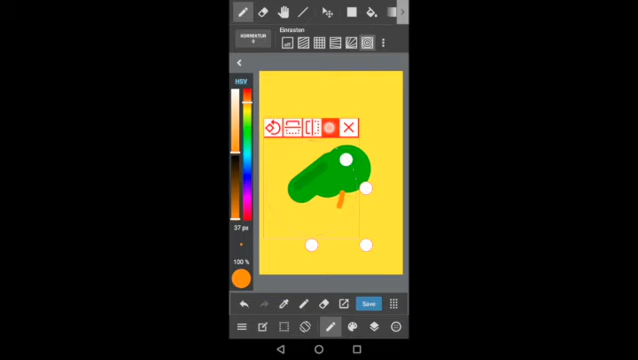 KORREKTUR
0
Einrasten
HSV
37 px
100 %
Save